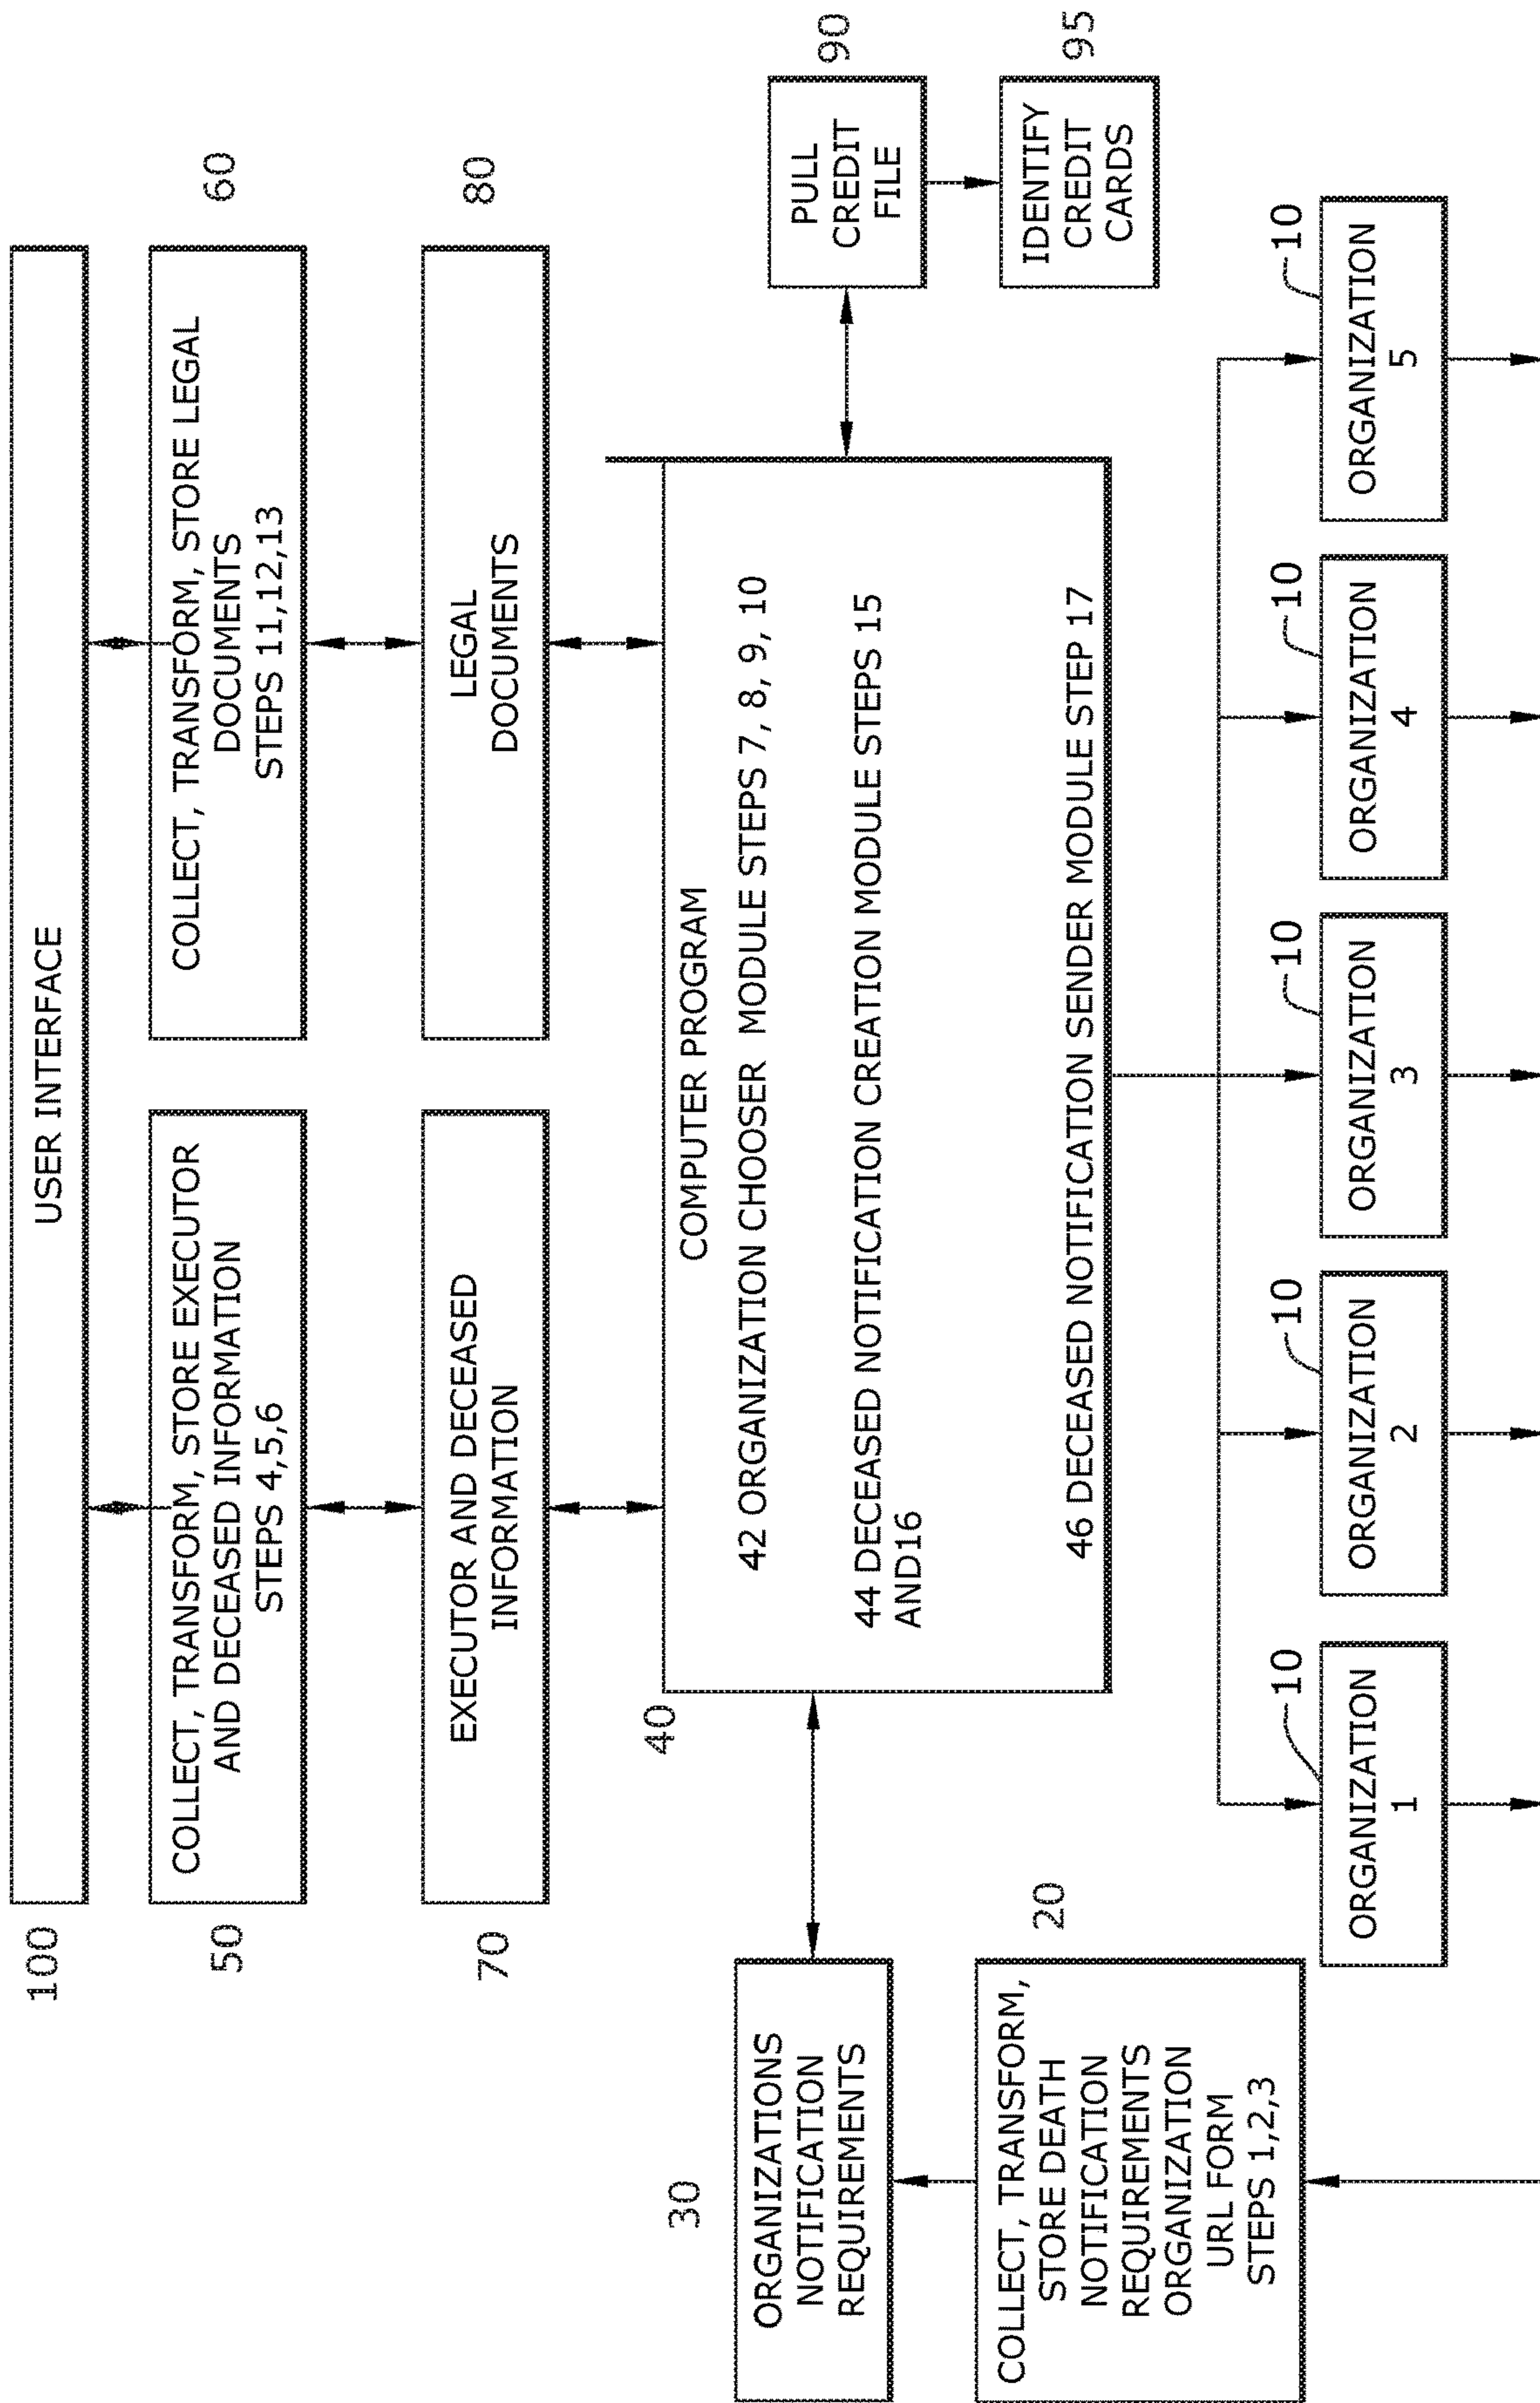 100
USER INTERFACE
50
COLLECT, TRANSFORM, STORE EXECUTOR
AND DECEASED INFORMATION
STEPS 4,5,6
COLLECT, TRANSFORM, STORE LEGAL
DOCUMENTS
STEPS 11,12,13
60
70
EXECUTOR AND DECEASED
INFORMATION
LEGAL
DOCUMENTS
80
30
ORGANIZATIONS
NOTIFICATION
REQUIREMENTS
40
COMPUTER PROGRAM
42 ORGANIZATION CHOOSER MODULE STEPS 7, 8, 9, 10
44 DECEASED NOTIFICATION CREATION MODULE STEPS 15
AND16
46 DECEASED NOTIFICATION SENDER MODULE STEP 17
PULL
CREDIT
FILE
90
IDENTIFY
CREDIT
CARDS
95
20
COLLECT, TRANSFORM,
STORE DEATH
NOTIFICATION
REQUIREMENTS
ORGANIZATION
URL FORM
STEPS 1,2,3
10
ORGANIZATION
1
10
ORGANIZATION
2
10
ORGANIZATION
3
10
ORGANIZATION
4
10
ORGANIZATION
5